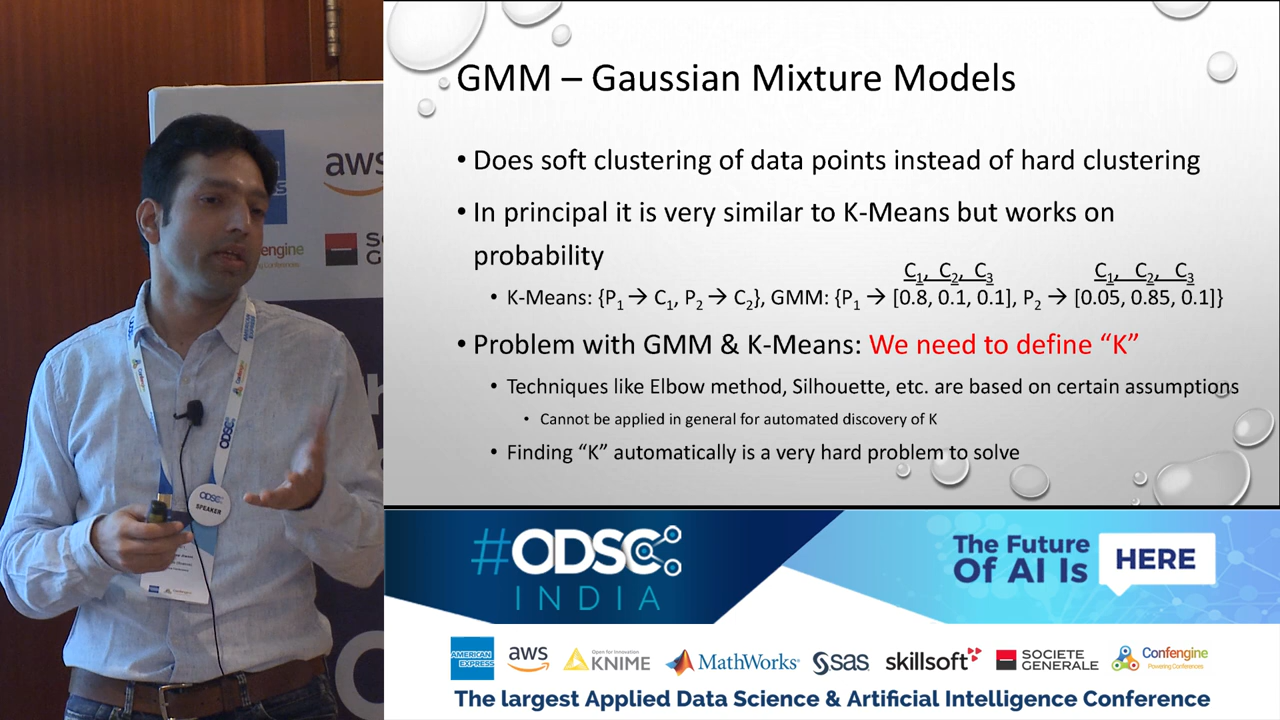 GMM – Gaussian Mixture Models
• Does soft clustering of data points instead of hard clustering
• In principal it is very similar to K-Means but works on
probability
C₁, C₂, C₃ C₁, C₂, C₃
• K-Means: {P₁ → C₁, P₂ → C₂}, GMM: {P₁ → [0.8, 0.1, 0.1], P₂ → [0.05, 0.85, 0.1]}
• Problem with GMM & K-Means: We need to define “K”
• Techniques like Elbow method, Silhouette, etc. are based on certain assumptions
• Cannot be applied in general for automated discovery of K
• Finding “K” automatically is a very hard problem to solve
#ODSC
INDIA
The Future
Of AI Is HERE
AMERICAN
EXPRESS
aws
Open for Innovation
KNIME
MathWorks®
sas
skillsoft
SOCIETE
GENERALE
Confengine
Powering Conferences
The largest Applied Data Science & Artificial Intelligence Conference
aws
ODSC
ODSC
SPEAKER